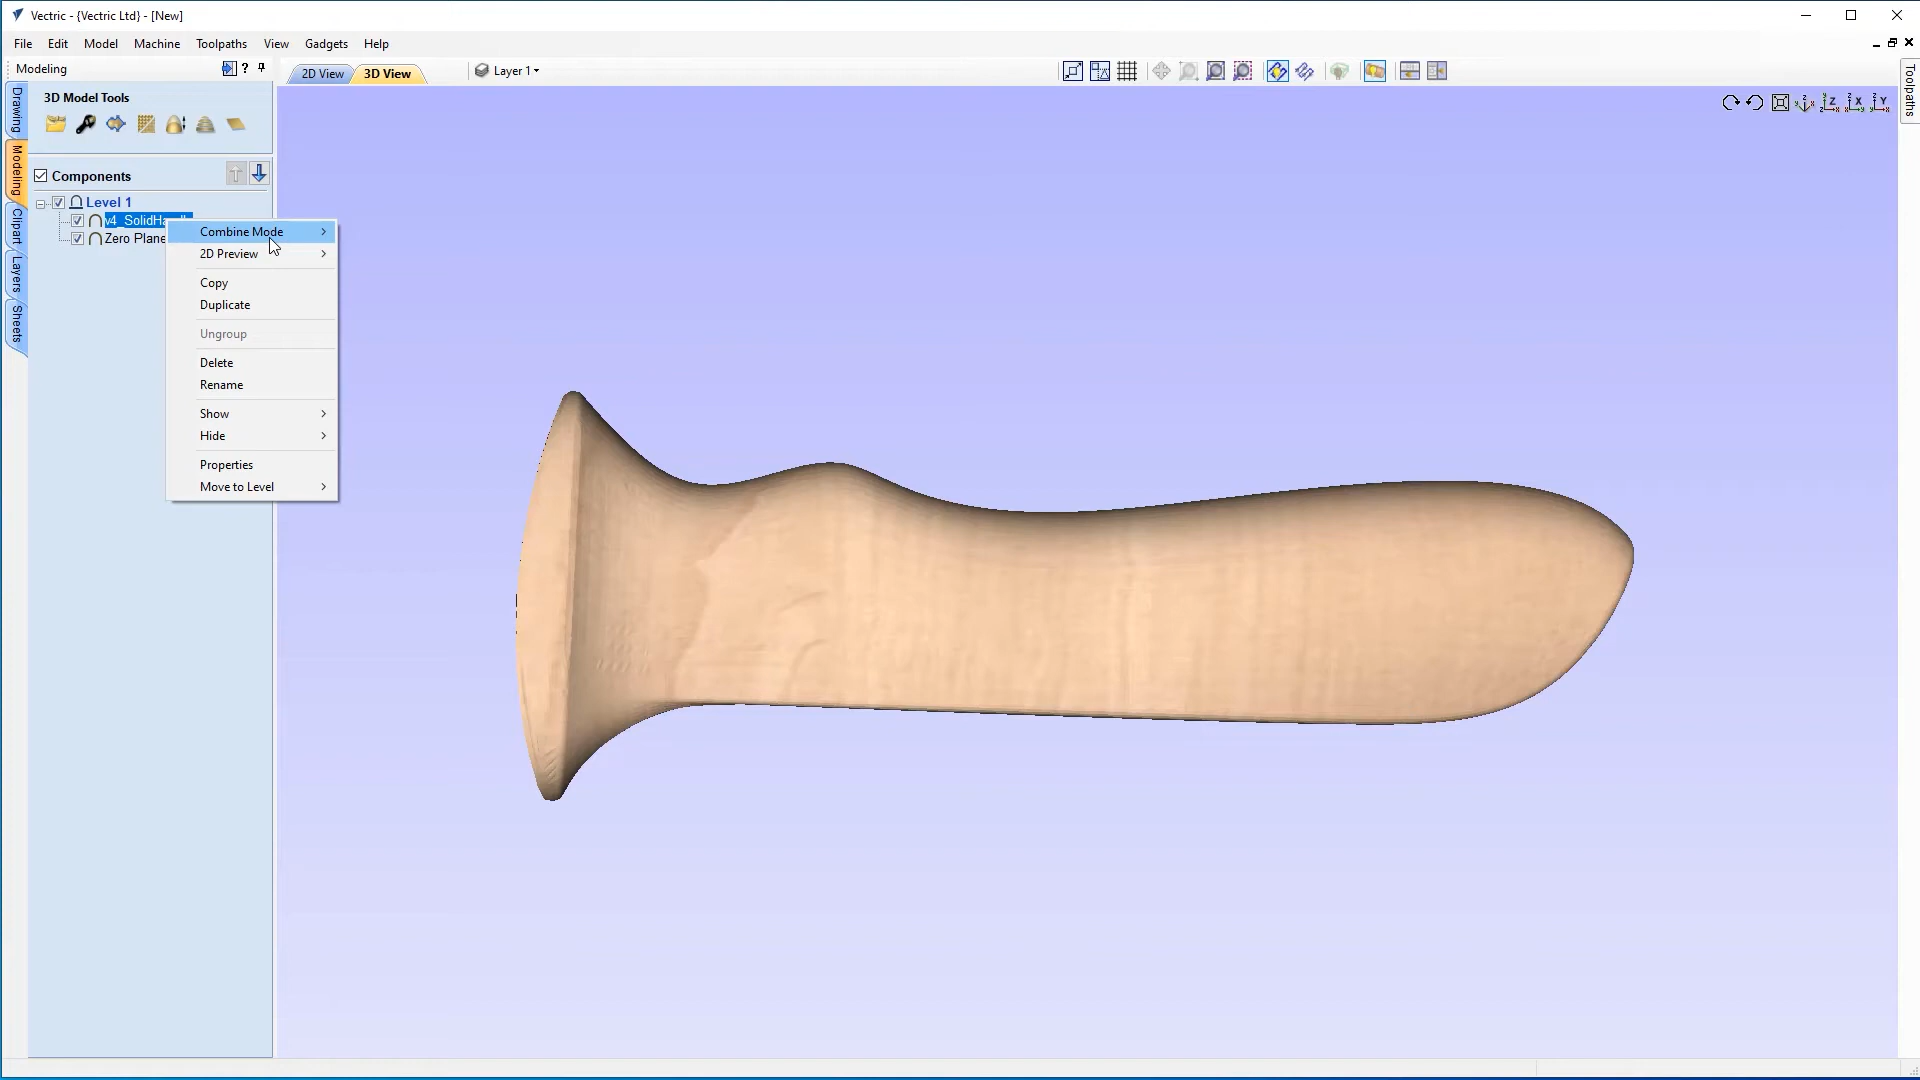 Vectric - {Vectric Ltd} - [New]
File Edit Model Machine Toolpaths View Gadgets Help
Modeling
?
2D View 3D View Layer 1
Toolpaths
3D Model Tools
Drawing
Modeling
Clipart
Layers
Sheets
Components
Level 1
v4_SolidHa
Zero Plane
Combine Mode
2D Preview
Copy
Duplicate
Ungroup
Delete
Rename
Show
Hide
Properties
Move to Level